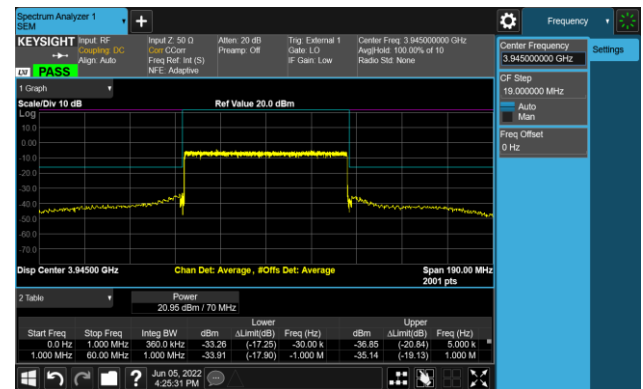 Spectrum Analyzer 1
SEM
Frequency
KEYSIGHT
Input: RF
Coupling: DC
Align: Auto
Input Z: 50 Ω
Corr CCorr
Freq Ref: Int (S)
NFE: Adaptive
Atten: 20 dB
Preamp: Off
Trig: External 1
Gate: LO
IF Gain: Low
Center Freq: 3.945000000 GHz
Avg|Hold: 100.00% of 10
Radio Std: None
LXI
PASS
Center Frequency
3.945000000 GHz
Settings
CF Step
19.000000 MHz
Auto
Man
Freq Offset
0 Hz
1 Graph
Scale/Div 10 dB
Ref Value 20.0 dBm
Log
10.0
0.00
-10.0
-20.0
-30.0
-40.0
-50.0
-60.0
-70.0
Disp Center 3.94500 GHz
Chan Det: Average , #Offs Det: Average
Span 190.00 MHz
2001 pts
2 Table
Power
20.95 dBm / 70 MHz
Lower Upper
Start Freq Stop Freq Integ BW dBm ΔLimit(dB) Freq (Hz) dBm ΔLimit(dB) Freq (Hz)
0.0 Hz 1.000 MHz 360.0 kHz -33.26 (-17.25) -30.00 k -36.85 (-20.84) 5.000 k
1.000 MHz 60.00 MHz 1.000 MHz -33.91 (-17.90) -1.000 M -35.14 (-19.13) 1.000 M
?
Jun 05, 2022
4:25:31 PM